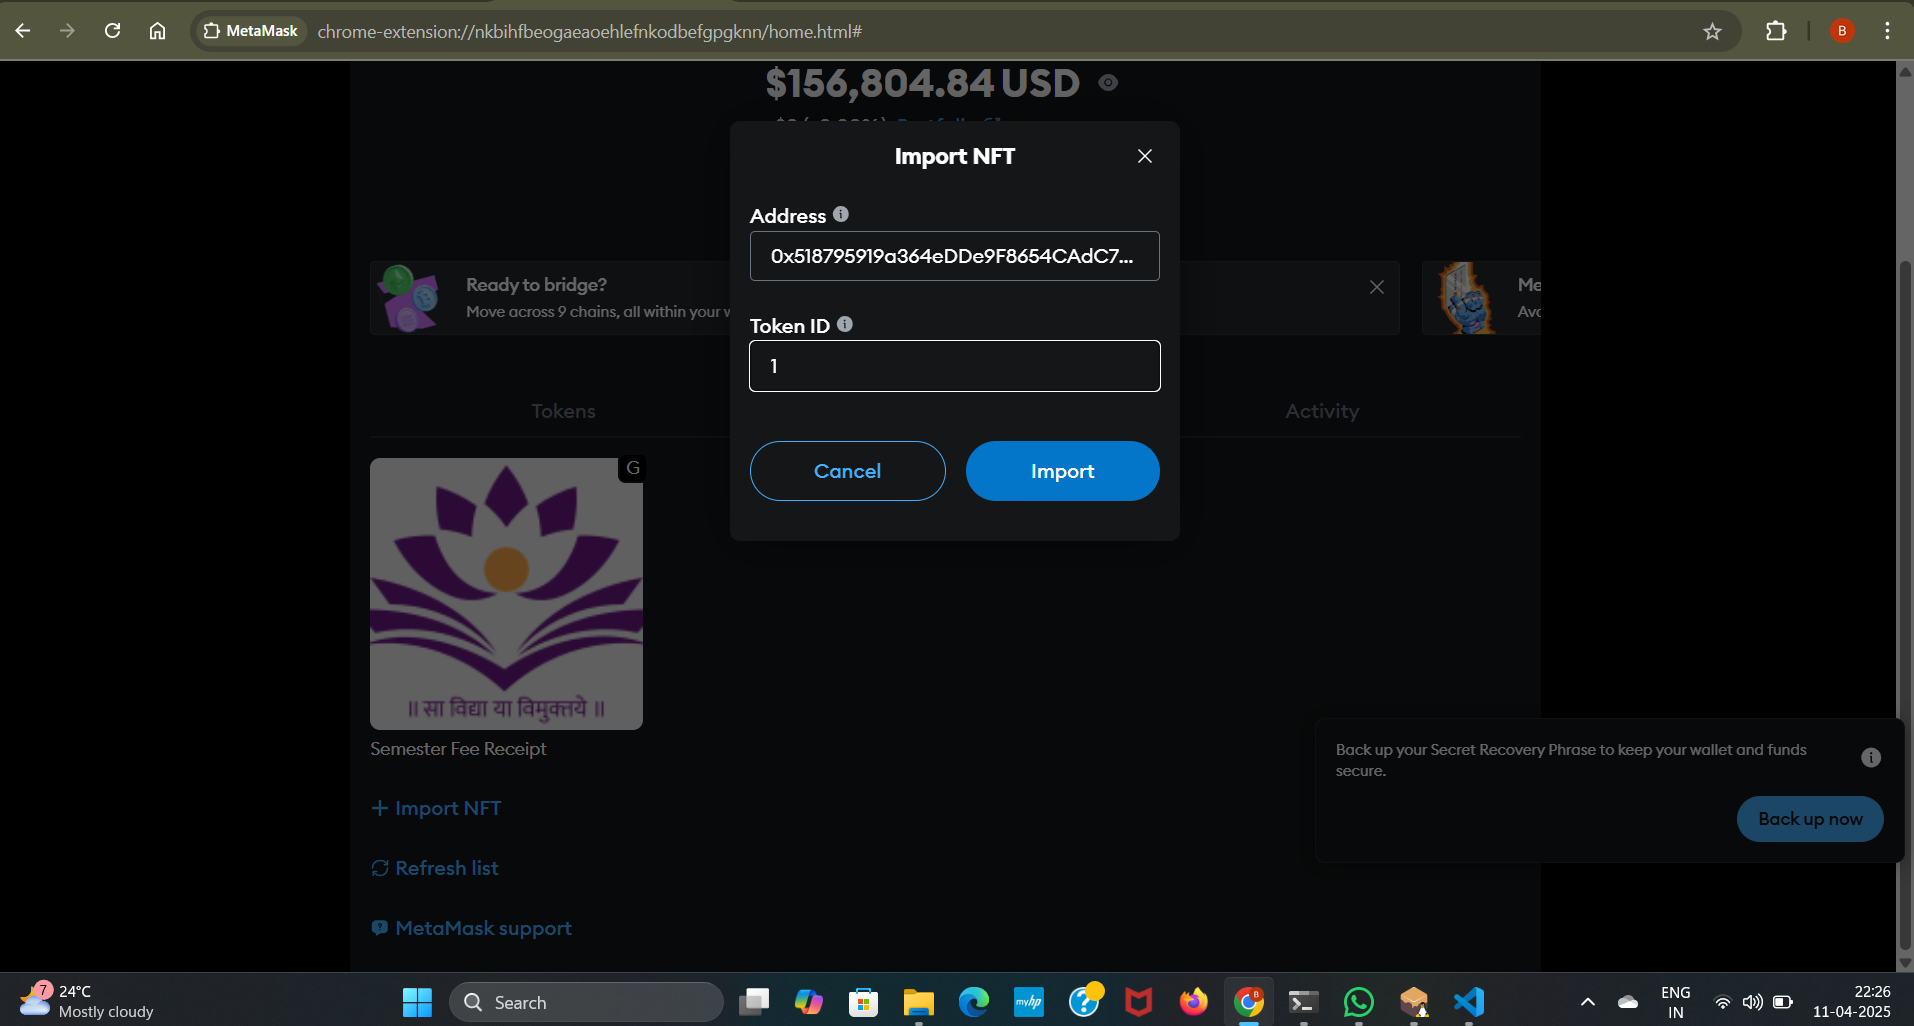 MetaMask
chrome-extension://nkbihfbeogaeaoehlefnkodbefgpgknn/home.html#
B
$156,804.84 USD
Import NFT
Address
0x518795919a364eDDe9F8654CAdC7...
Ready to bridge?
Move across 9 chains, all within your w
Me
Token ID
1
Tokens
Activity
Cancel
Import
G
॥ सा विद्या या विमुक्तये ॥
Semester Fee Receipt
Import NFT
Refresh list
MetaMask support
Back up your Secret Recovery Phrase to keep your wallet and funds
secure.
Back up now
7
24°C
Mostly cloudy
Search
myhp
B
ENG
IN
22:26
11-04-2025